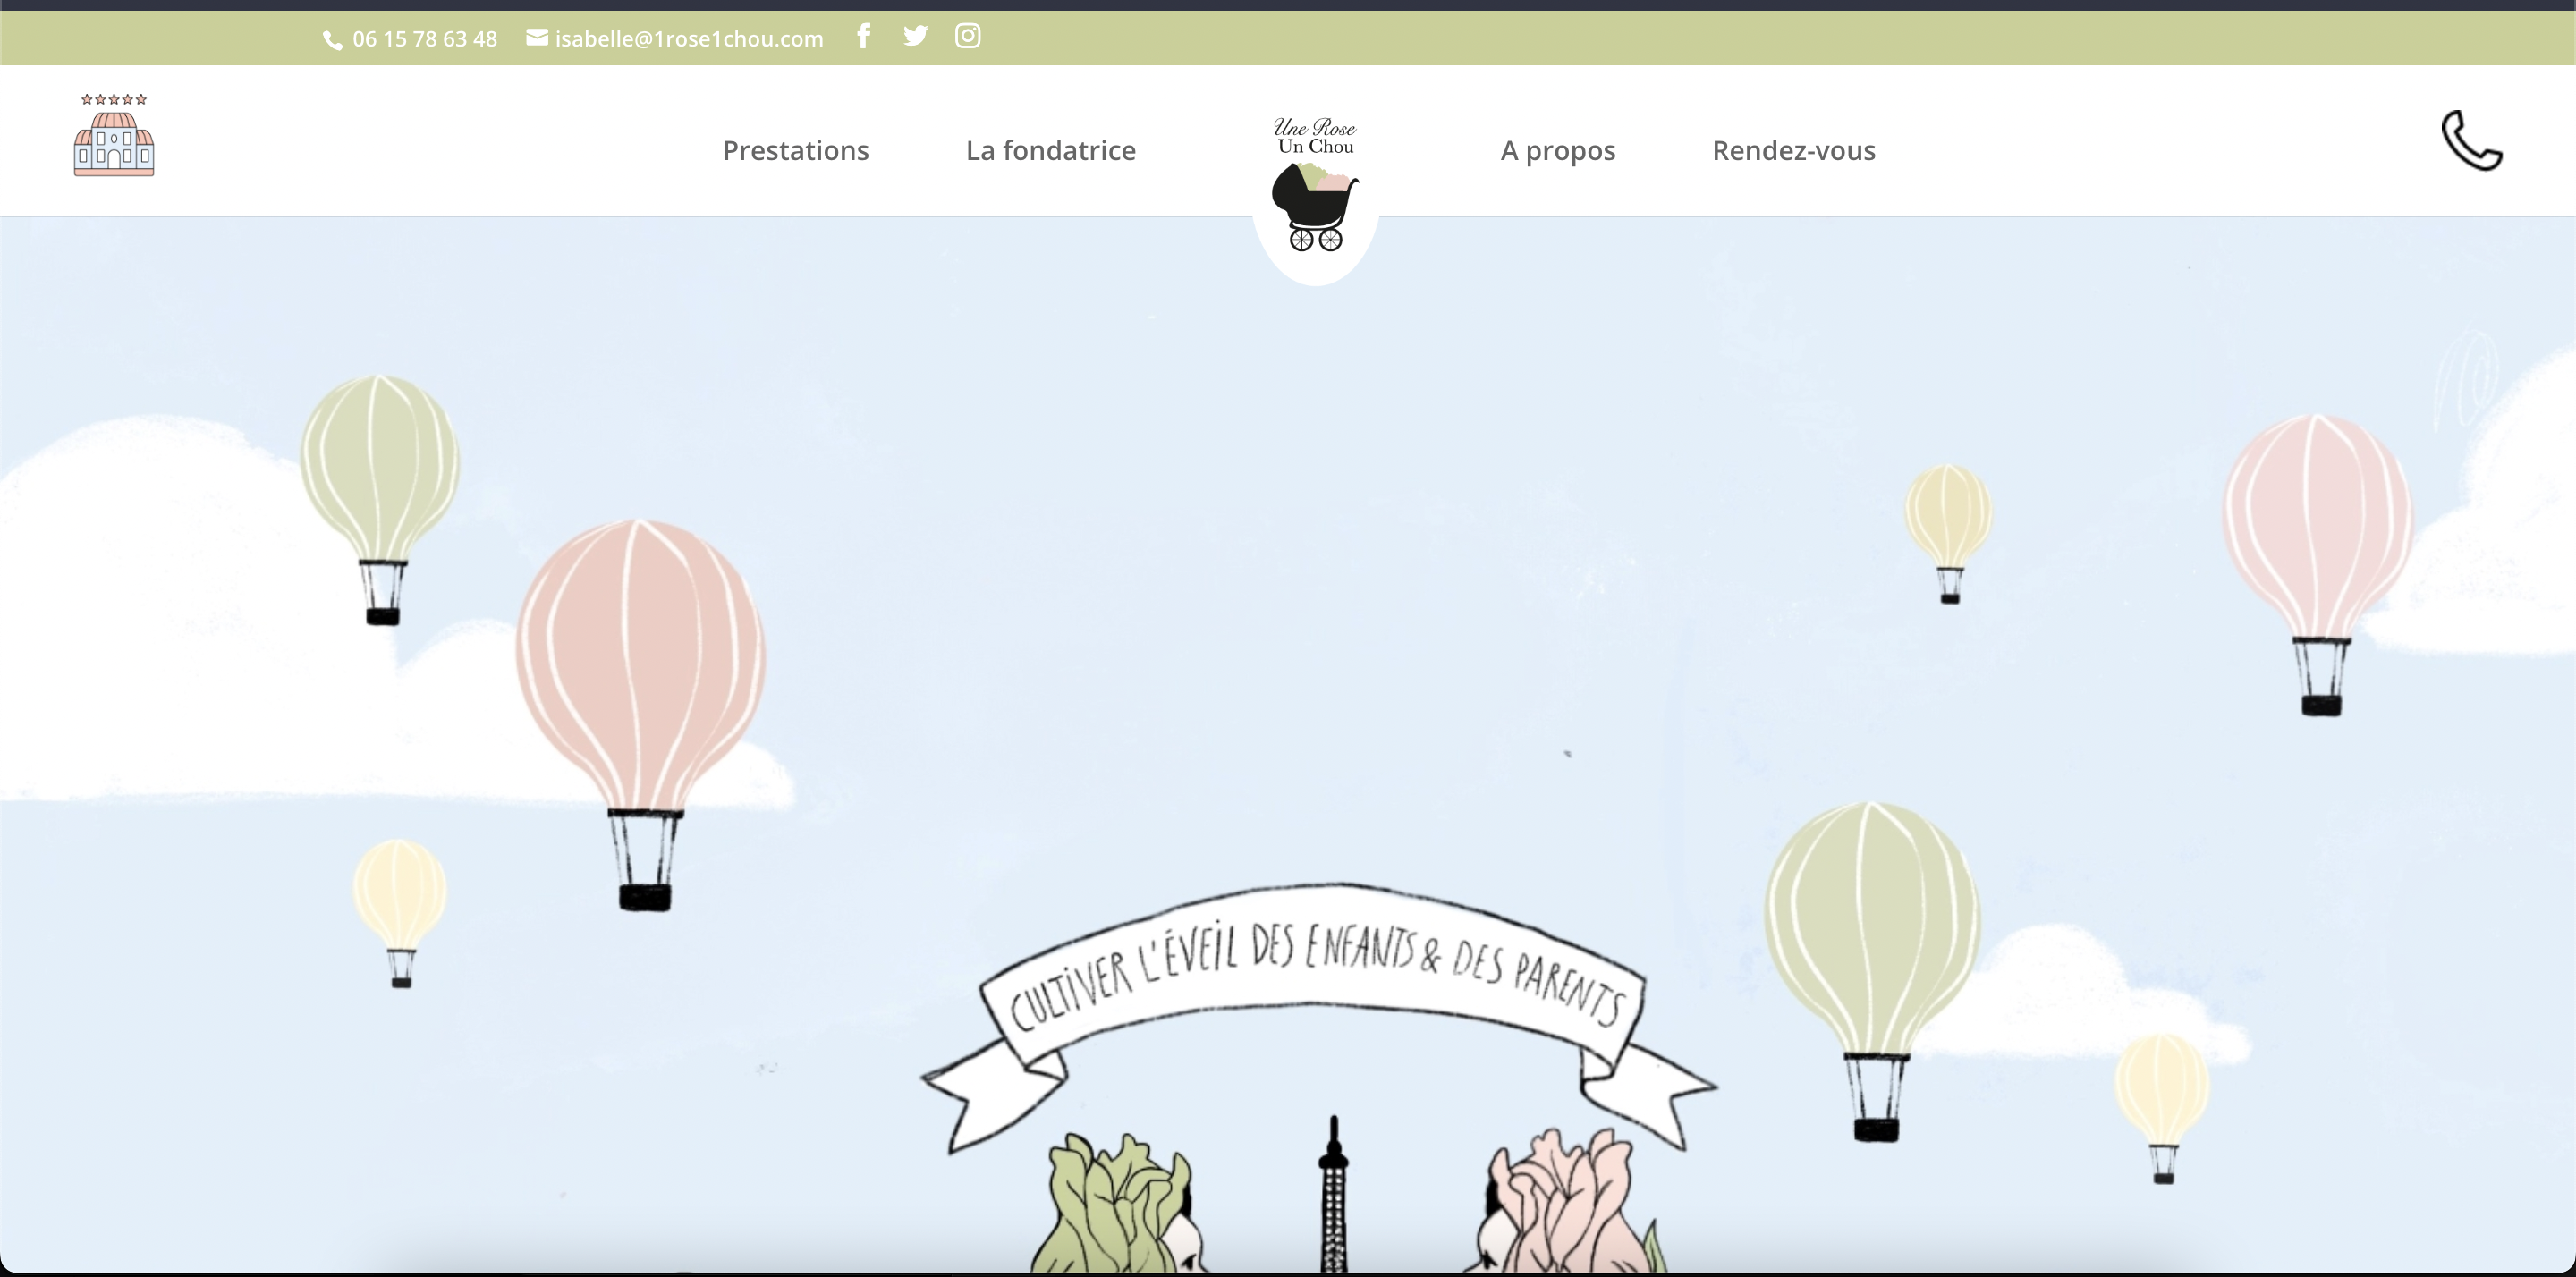 06 15 78 63 48 isabelle@1rose1chou.com
Prestations La fondatrice Une Rose Un Chou A propos Rendez-vous
CULTIVER L'ÉVEIL DES ENFANTS & DES PARENTS